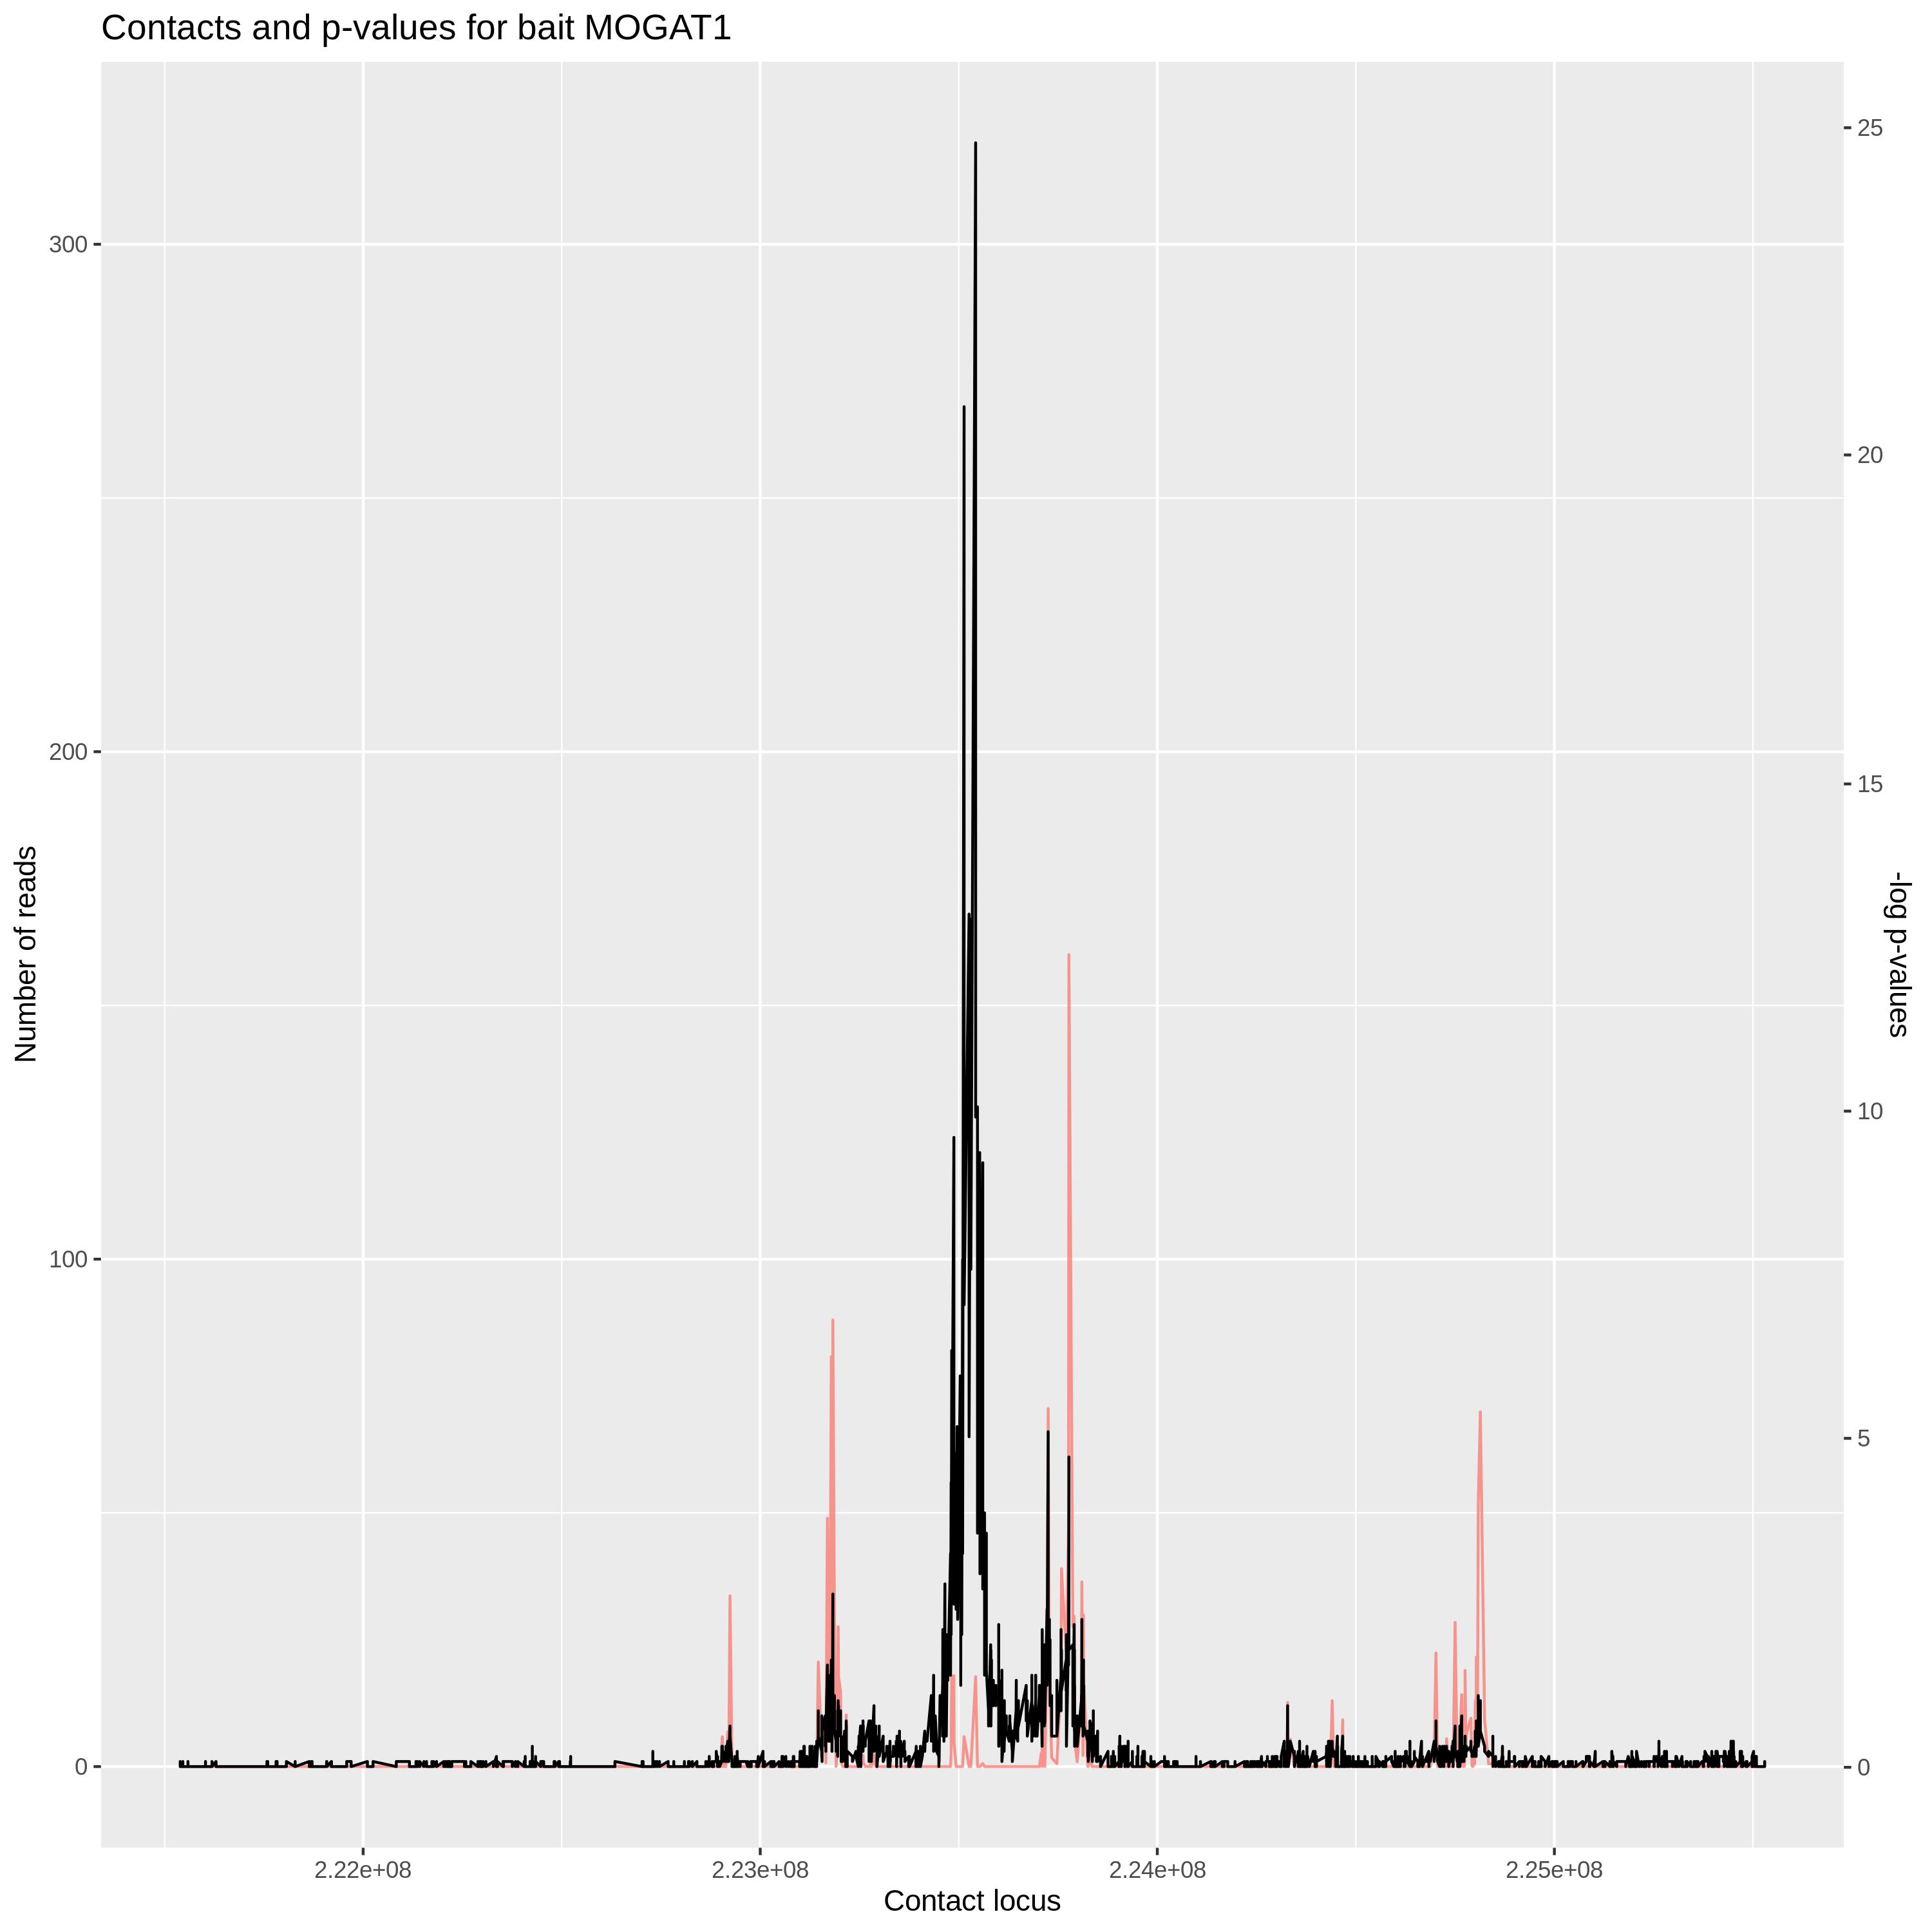 Contacts and p-values for bait MOGAT1
25
300
20
200
15
Number of reads
-log p-values
10
100
5
0
0
2.22e+08
2.23e+08
2.24e+08
2.25e+08
Contact locus